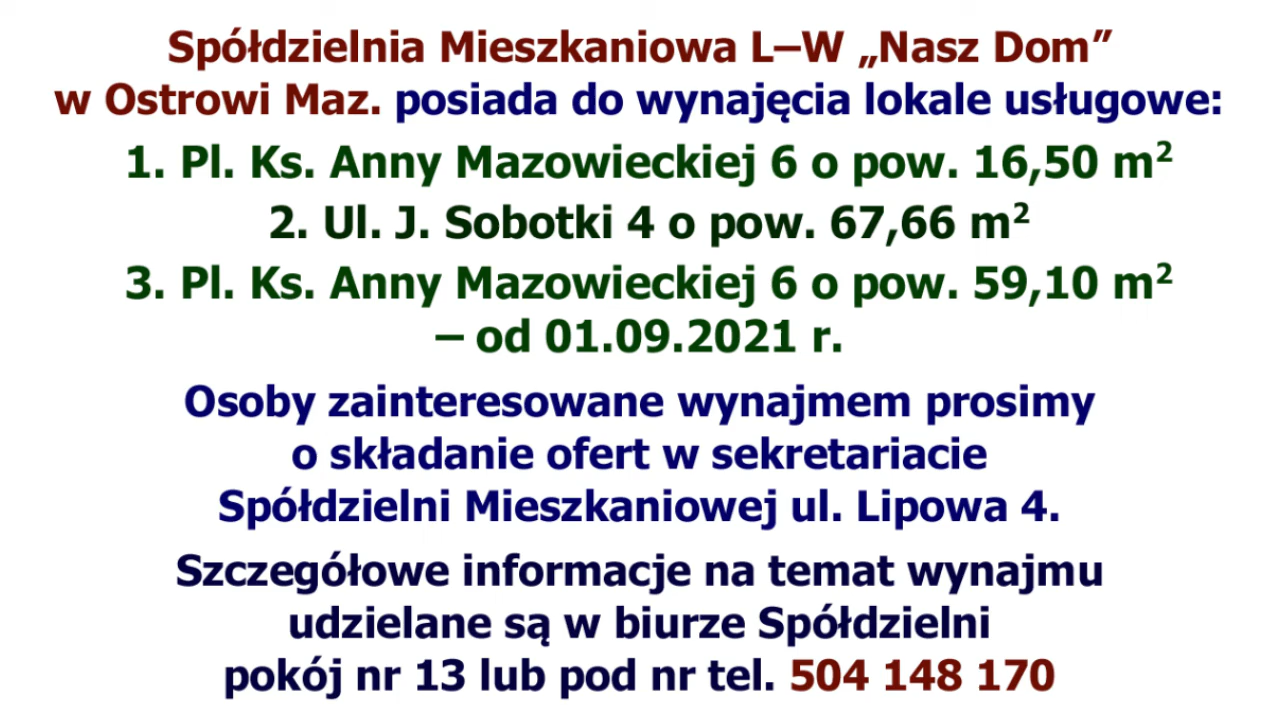 Spółdzielnia Mieszkaniowa L–W „Nasz Dom”
w Ostrowi Maz. posiada do wynajęcia lokale usługowe:
1. Pl. Ks. Anny Mazowieckiej 6 o pow. 16,50 m²
2. Ul. J. Sobotki 4 o pow. 67,66 m²
3. Pl. Ks. Anny Mazowieckiej 6 o pow. 59,10 m²
– od 01.09.2021 r.
Osoby zainteresowane wynajmem prosimy
o składanie ofert w sekretariacie
Spółdzielni Mieszkaniowej ul. Lipowa 4.
Szczegółowe informacje na temat wynajmu
udzielane są w biurze Spółdzielni
pokój nr 13 lub pod nr tel. 504 148 170